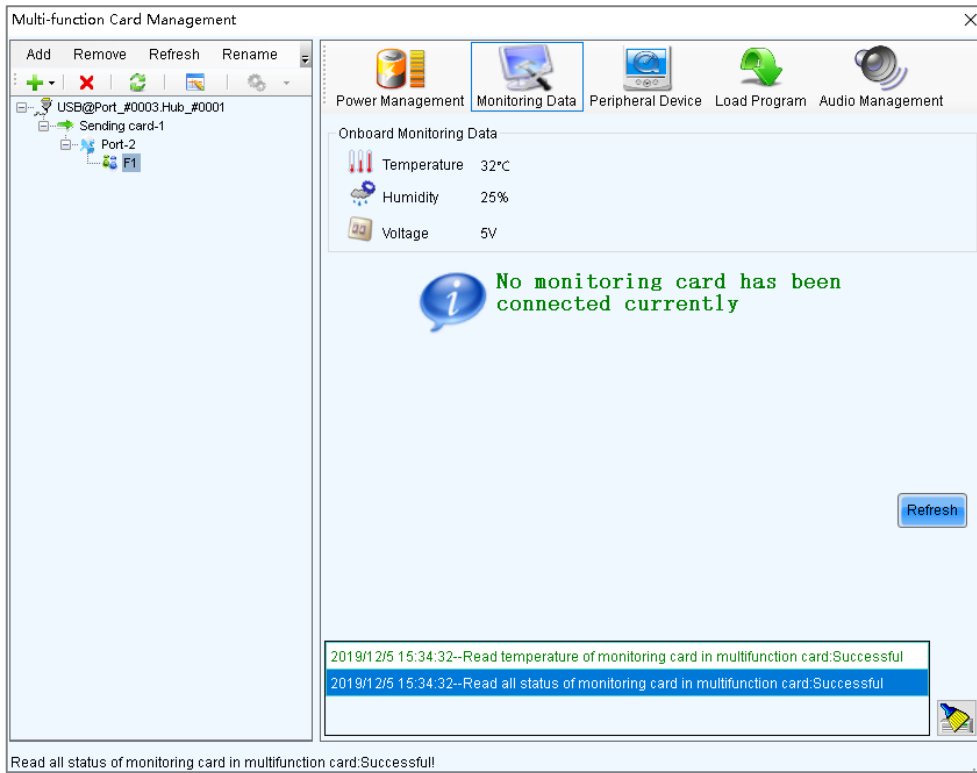 Multi-function Card Management
Add Remove Refresh Rename
USB@Port_#0003.Hub_#0001
Sending card-1
Port-2
F1
Power Management Monitoring Data Peripheral Device Load Program Audio Management
Onboard Monitoring Data
Temperature 32℃
Humidity 25%
Voltage 5V
No monitoring card has been
connected currently
Refresh
2019/12/5 15:34:32--Read temperature of monitoring card in multifunction card:Successful
2019/12/5 15:34:32--Read all status of monitoring card in multifunction card:Successful
Read all status of monitoring card in multifunction card:Successful!